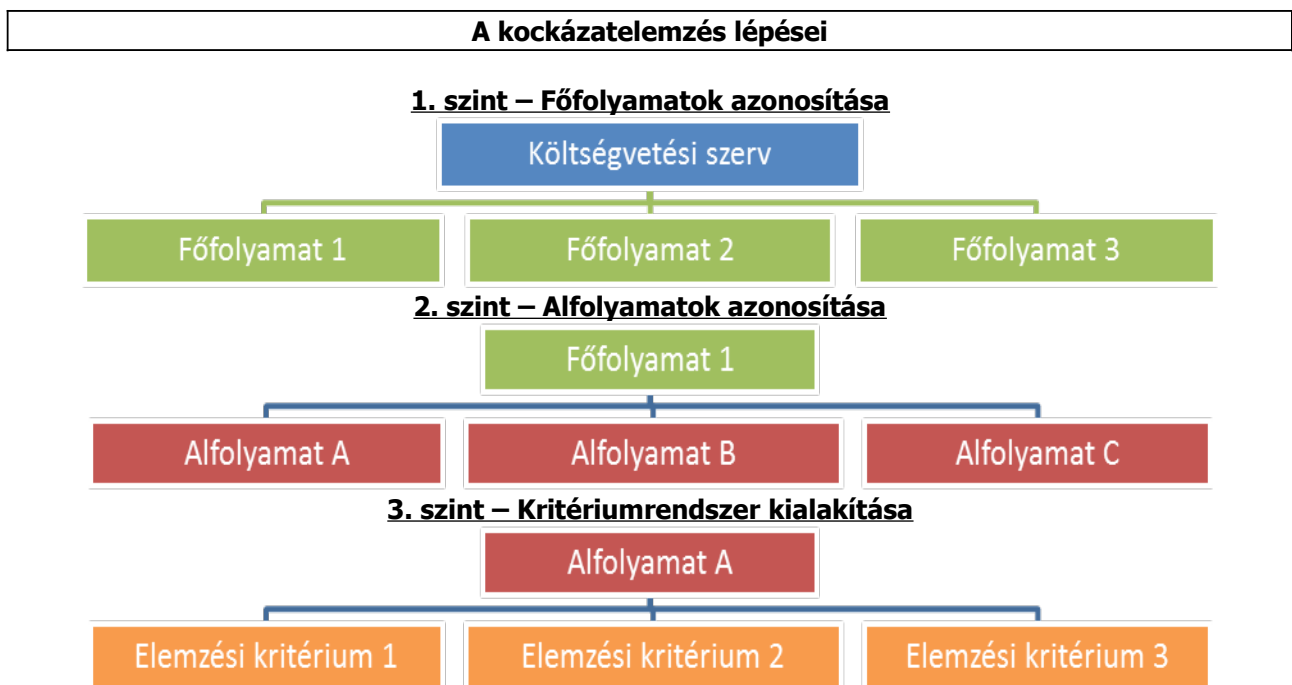 A kockázatelemzés lépései
1. szint – Főfolyamatok azonosítása
Költségvetési szerv
Főfolyamat 1
Főfolyamat 2
Főfolyamat 3
2. szint – Alfolyamatok azonosítása
Főfolyamat 1
Alfolyamat A
Alfolyamat B
Alfolyamat C
3. szint – Kritériumrendszer kialakítása
Alfolyamat A
Elemzési kritérium 1
Elemzési kritérium 2
Elemzési kritérium 3